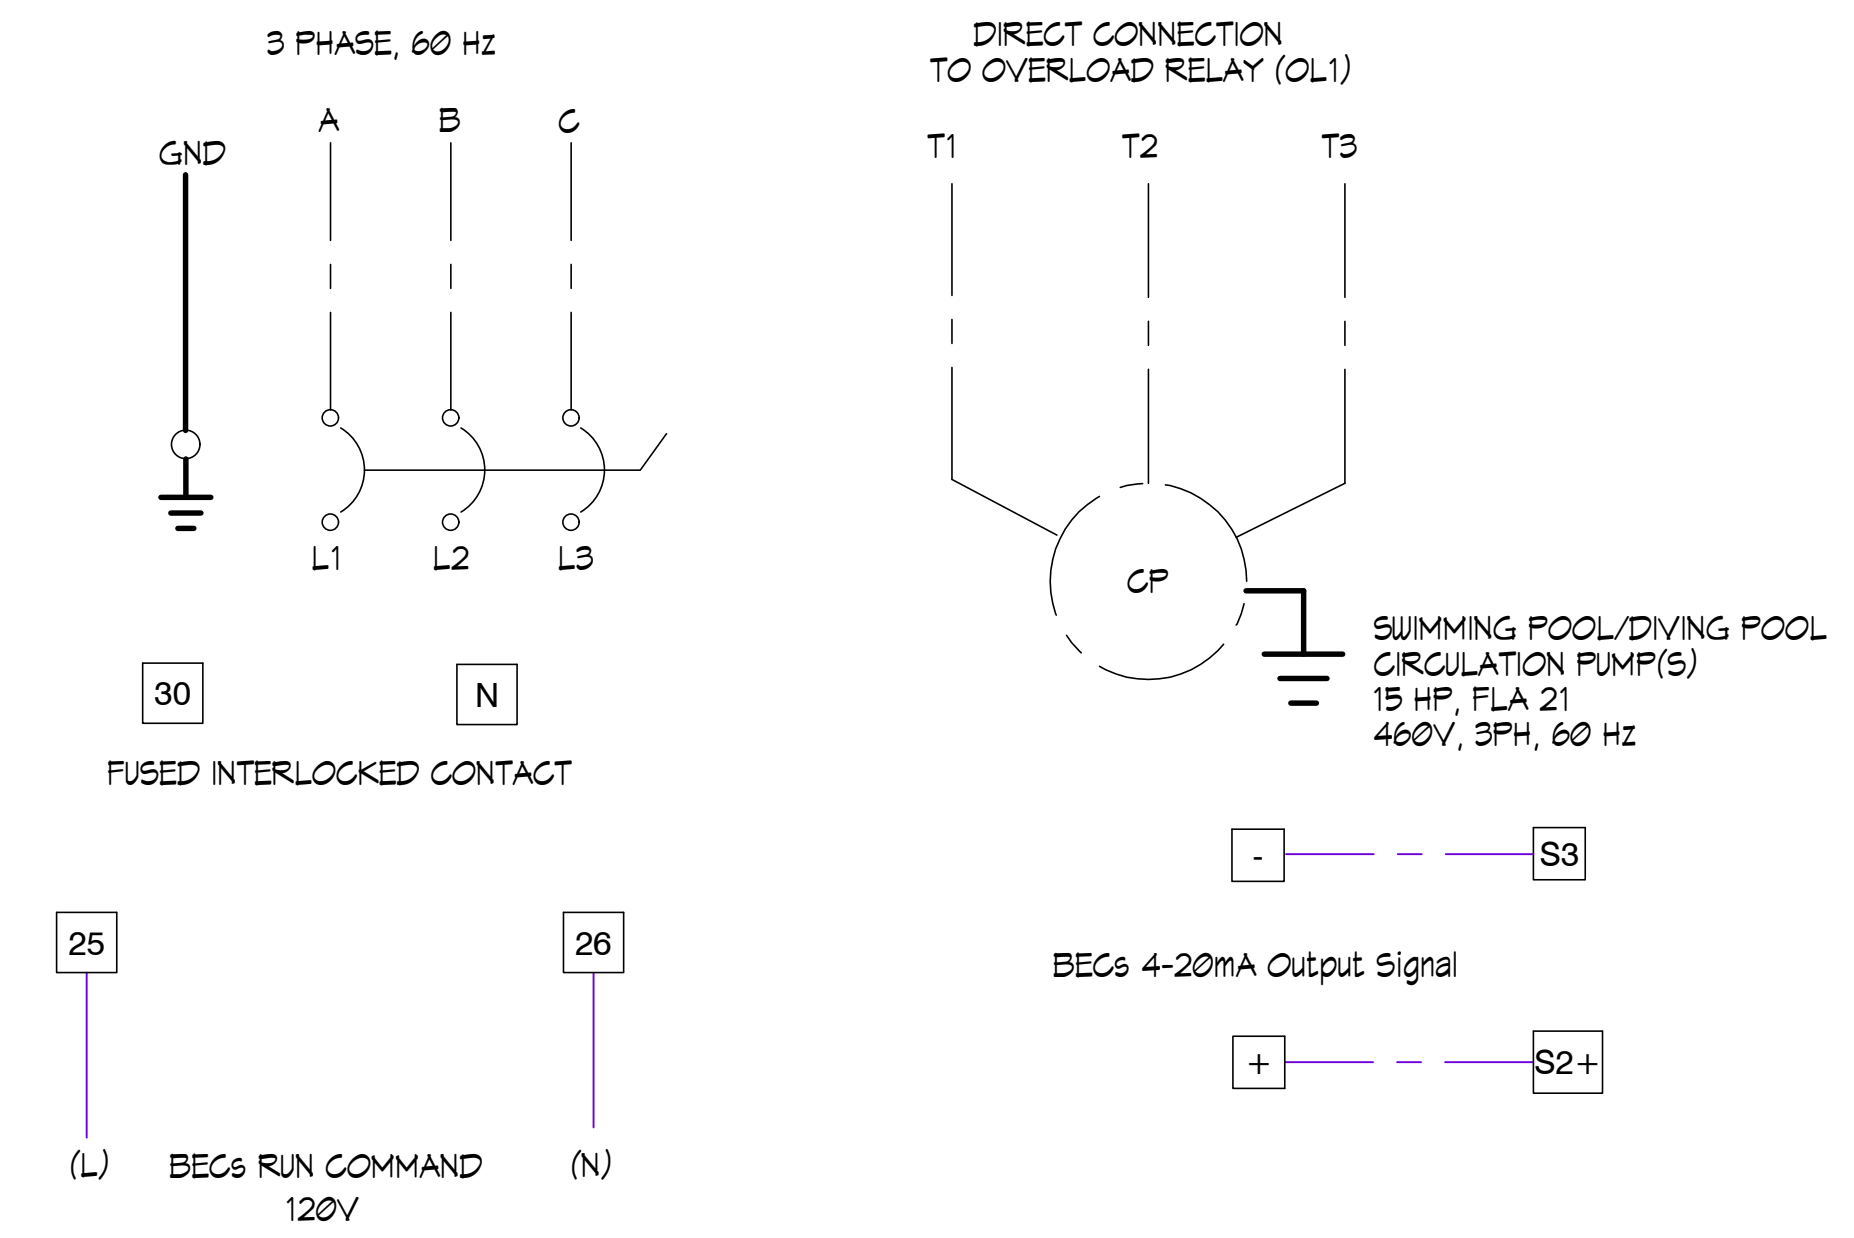 3 PHASE, 60 Hz
A B C
GND
L1 L2 L3
30 N
FUSED INTERLOCKED CONTACT
25 26
(L) BECs RUN COMMAND (N)
120V
DIRECT CONNECTION
TO OVERLOAD RELAY (OL1)
T1 T2 T3
CP
SWIMMING POOL/DIVING POOL
CIRCULATION PUMP(S)
15 HP, FLA 21
460V, 3PH, 60 Hz
- S3
BECs 4-20mA Output Signal
+ S2+